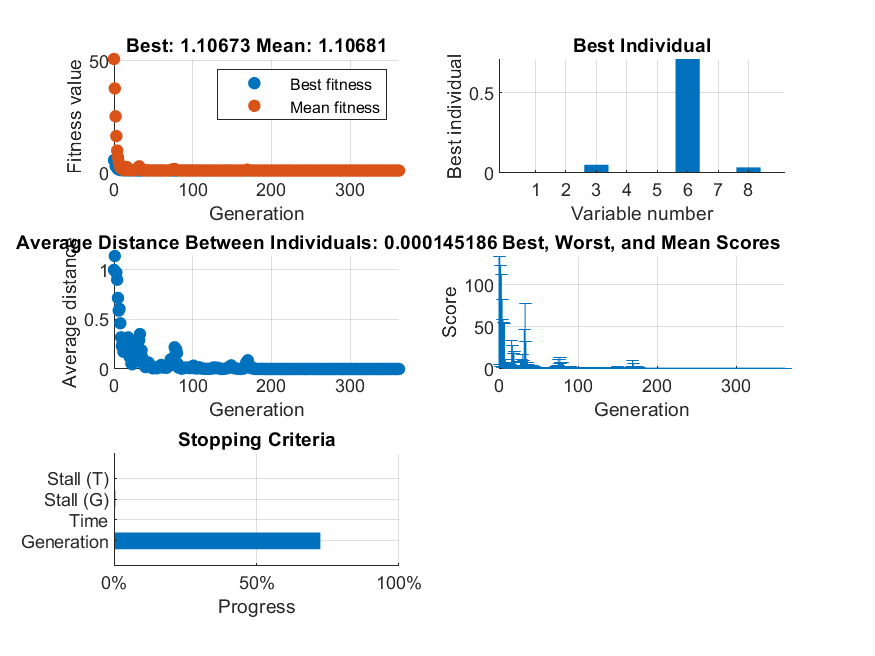 Best: 1.10673 Mean: 1.10681
Fitness value
50
0
0 100 200 300
Generation
Best fitness
Mean fitness
Best Individual
Best individual
0.5
0
1 2 3 4 5 6 7 8
Variable number
Average Distance Between Individuals: 0.000145186
Average distance
1
0.5
0
0 100 200 300
Generation
Best, Worst, and Mean Scores
Score
100
50
0
0 100 200 300
Generation
Stopping Criteria
Stall (T)
Stall (G)
Time
Generation
0% 50% 100%
Progress